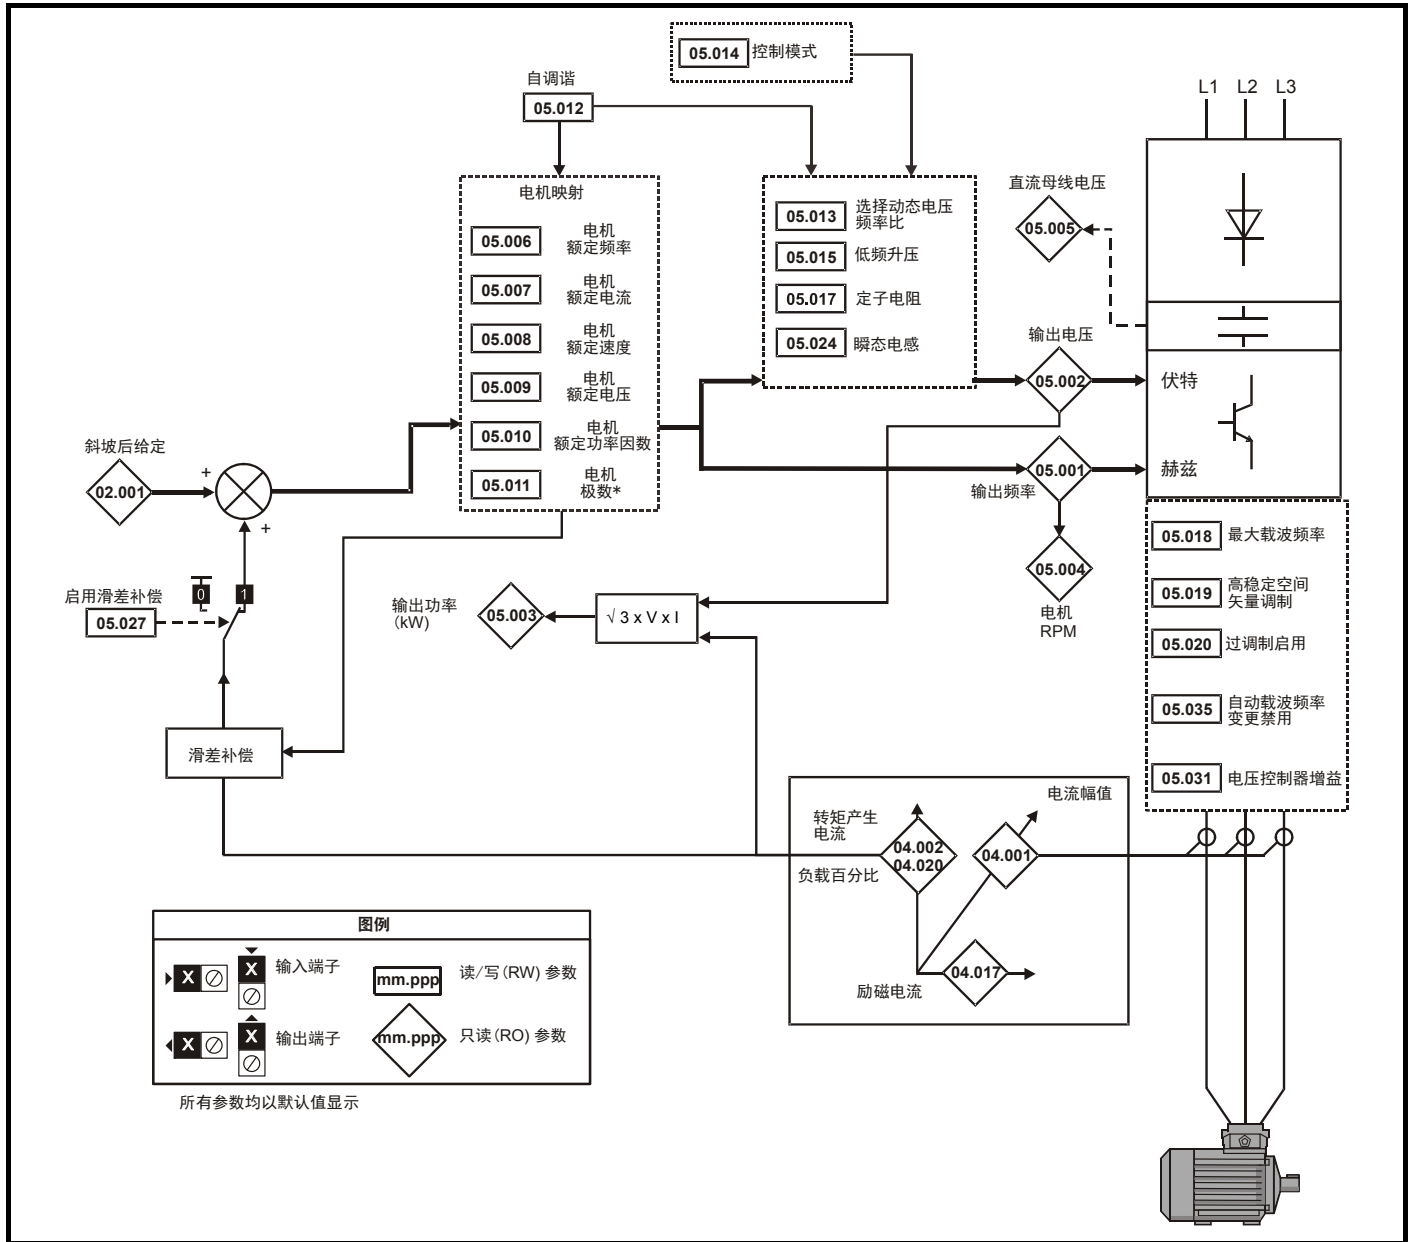 05.014
控制模式
自调谐
05.012
L1 L2 L3
电机映射
05.006
电机
额定频率
05.007
电机
额定电流
05.008
电机
额定速度
05.009
电机
额定电压
05.010
电机
额定功率因数
05.011
电机
极数*
05.013
选择动态电压
频率比
05.015
低频升压
05.017
定子电阻
05.024
瞬态电感
直流母线电压
05.005
输出电压
05.002
伏特
05.001
赫兹
输出频率
05.004
电机
RPM
斜坡后给定
02.001
+
+
启用滑差补偿
05.027
0
1
滑差补偿
输出功率
(kW)
05.003
√ 3 x V x I
05.018
最大载波频率
05.019
高稳定空间
矢量调制
05.020
过调制启用
05.035
自动载波频率
变更禁用
05.031
电压控制器增益
转矩产生
电流
04.002
04.020
负载百分比
电流幅值
04.001
04.017
励磁电流
图例
X
X
输入端子
mm.ppp
读/写(RW) 参数
X
X
输出端子
mm.ppp
只读(RO) 参数
所有参数均以默认值显示